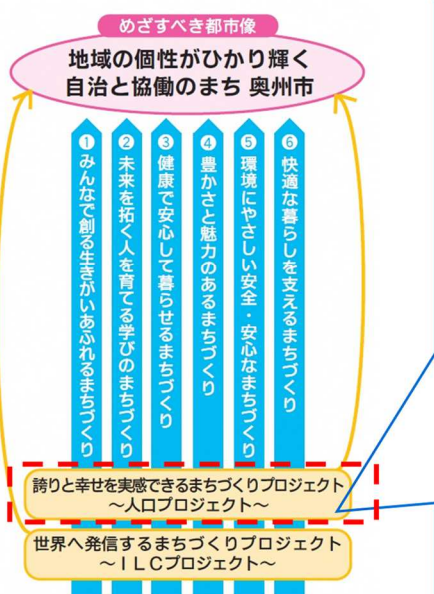 めざすべき都市像
地域の個性がひかり輝く
自治と協働のまち 奥州市
❶みんなで創る生きがいあふれるまちづくり
❷未来を拓く人を育てる学びのまちづくり
❸健康で安心して暮らせるまちづくり
❹豊かさと魅力のあるまちづくり
❺環境にやさしい安全・安心なまちづくり
❻快適な暮らしを支えるまちづくり
誇りと幸せを実感できるまちづくりプロジェクト
～人口プロジェクト～
世界へ発信するまちづくりプロジェクト
～ＩＬＣプロジェクト～